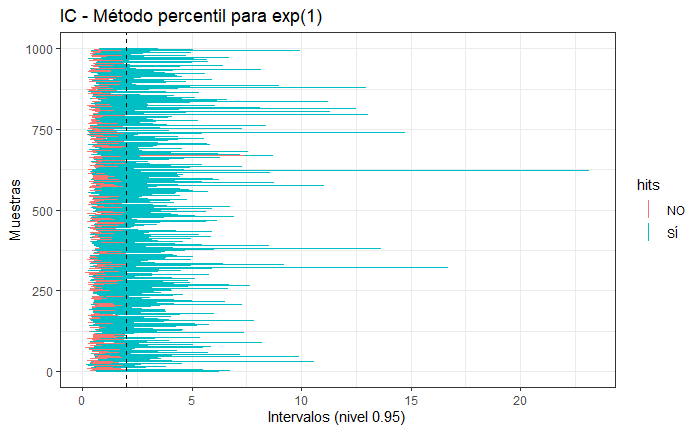 IC - Método percentil para exp(1)
Muestras
1000
750
500
250
0
0
5
10
15
20
Intervalos (nivel 0.95)
hits
NO
SÍ